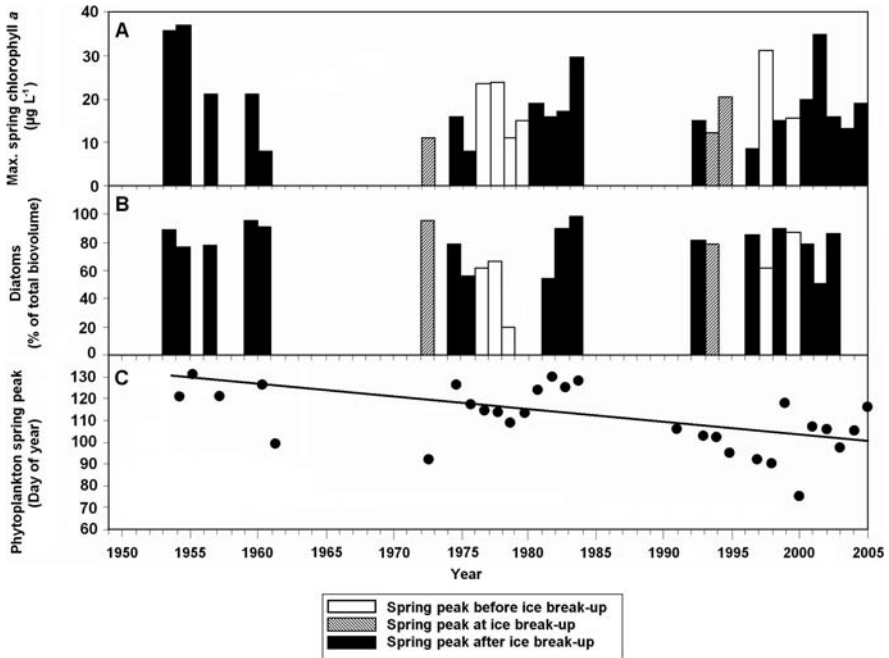 A
Max. spring chlorophyll a
(µg L⁻¹)
40
30
20
10
0
B
Diatoms
(% of total biovolume)
100
80
60
40
20
0
C
Phytoplankton spring peak
(Day of year)
130
120
110
100
90
80
70
60
1950 1955 1960 1965 1970 1975 1980 1985 1990 1995 2000 2005
Year
Spring peak before ice break-up
Spring peak at ice break-up
Spring peak after ice break-up